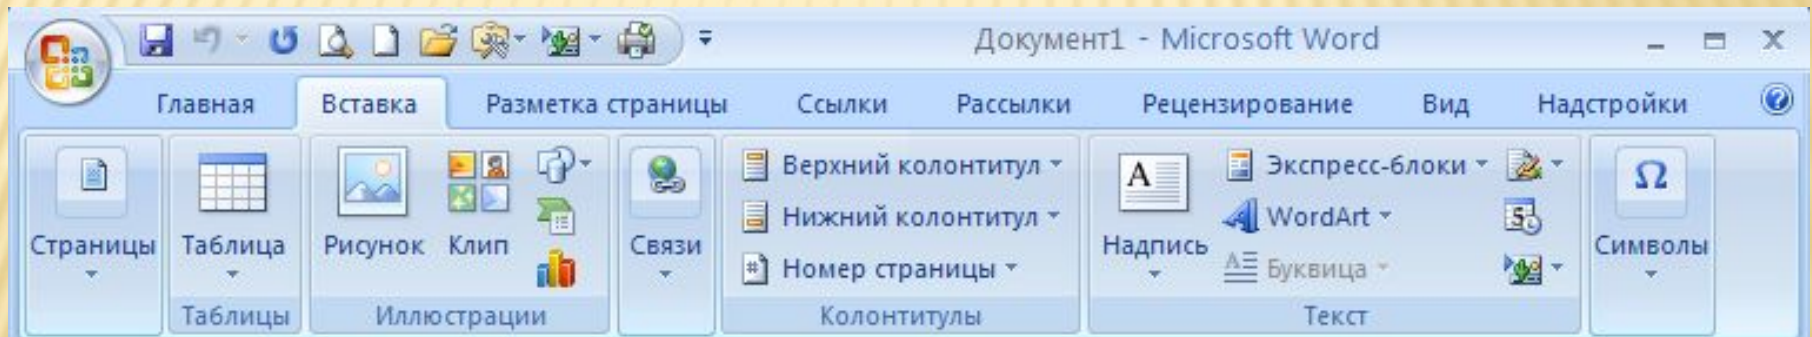 Документ1 - Microsoft Word
Главная Вставка Разметка страницы Ссылки Рассылки Рецензирование Вид Надстройки
Страницы
Таблица
Таблицы
Рисунок Клип
Иллюстрации
Связи
Верхний колонтитул
Нижний колонтитул
Номер страницы
Колонтитулы
Надпись
Экспресс-блоки
WordArt
Буквица
Текст
Символы